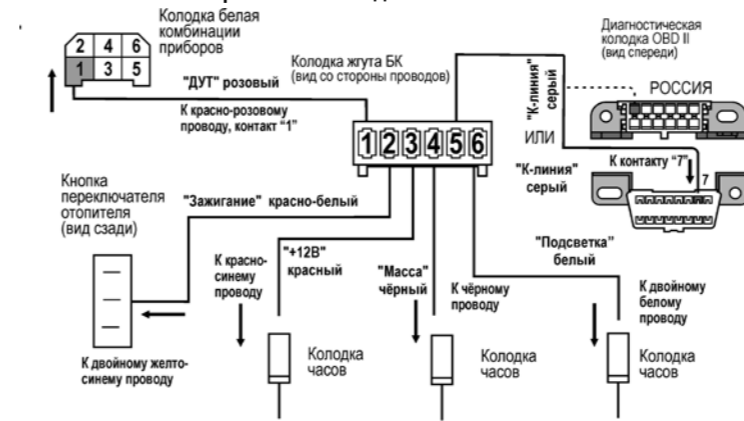 Колодка белая
комбинации
приборов
2 4 6
1 3 5
"ДУТ" розовый
К красно-розовому
проводу, контакт “1”
Колодка жгута БК
(вид со стороны проводов)
1 2 3 4 5 6
Диагностическая
колодка OBD II
(вид спереди)
РОССИЯ
"К-линия"
серый
ИЛИ
"К-линия"
серый
К контакту “7”
7
Кнопка
переключателя
отопителя
(вид сзади)
"Зажигание" красно-белый
К двойному желто-
синему проводу
"+12В"
красный
К красно-
синему
проводу
Колодка
часов
"Масса"
чёрный
К чёрному
проводу
Колодка
часов
"Подсветка"
белый
К двойному
белому
проводу
Колодка
часов